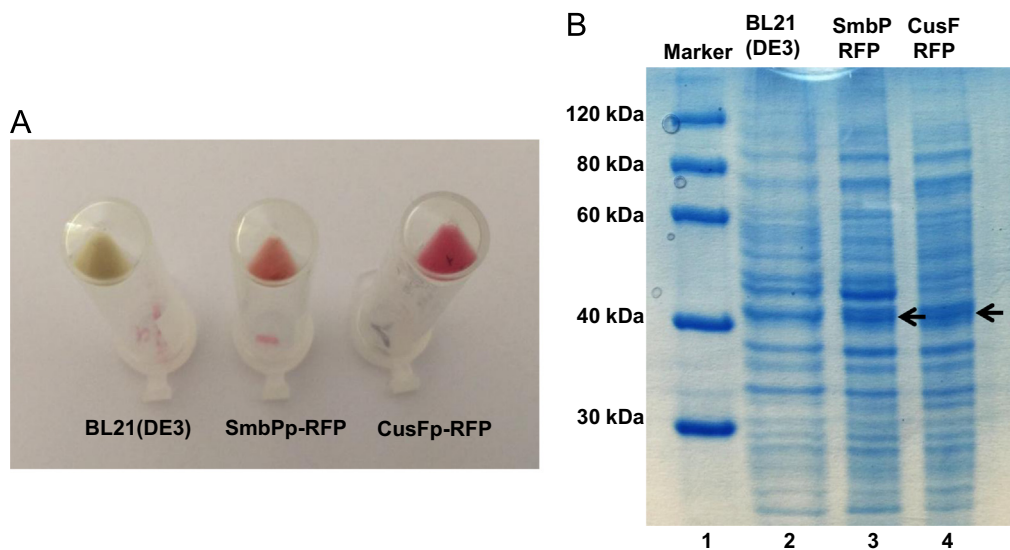 A
BL21(DE3) SmbPp-RFP CusFp-RFP
B
Marker BL21 (DE3) SmbP RFP CusF RFP
120 kDa
80 kDa
60 kDa
40 kDa
30 kDa
1 2 3 4